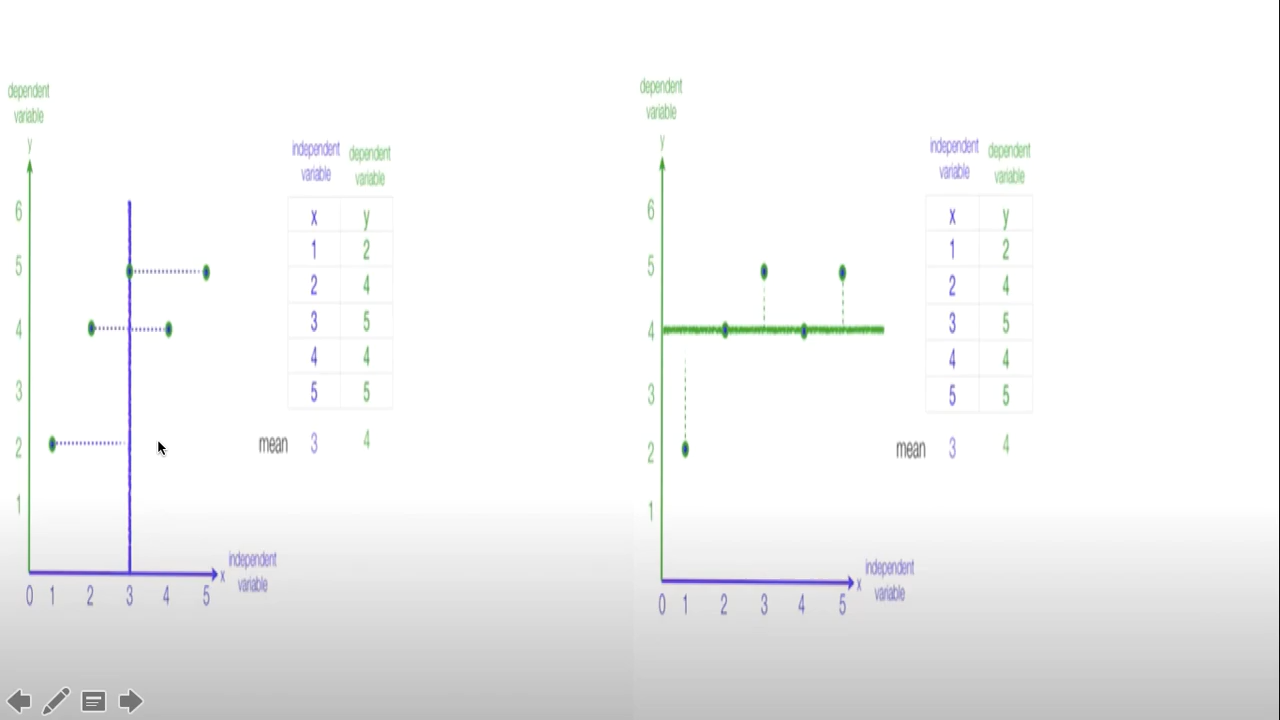 dependent
variable
y
6
5
4
3
2
1
0 1 2 3 4 5
x
independent
variable
independent dependent
variable variable
x y
1 2
2 4
3 5
4 4
5 5
mean 3 4
dependent
variable
y
6
5
4
3
2
1
0 1 2 3 4 5
x
independent
variable
independent dependent
variable variable
x y
1 2
2 4
3 5
4 4
5 5
mean 3 4